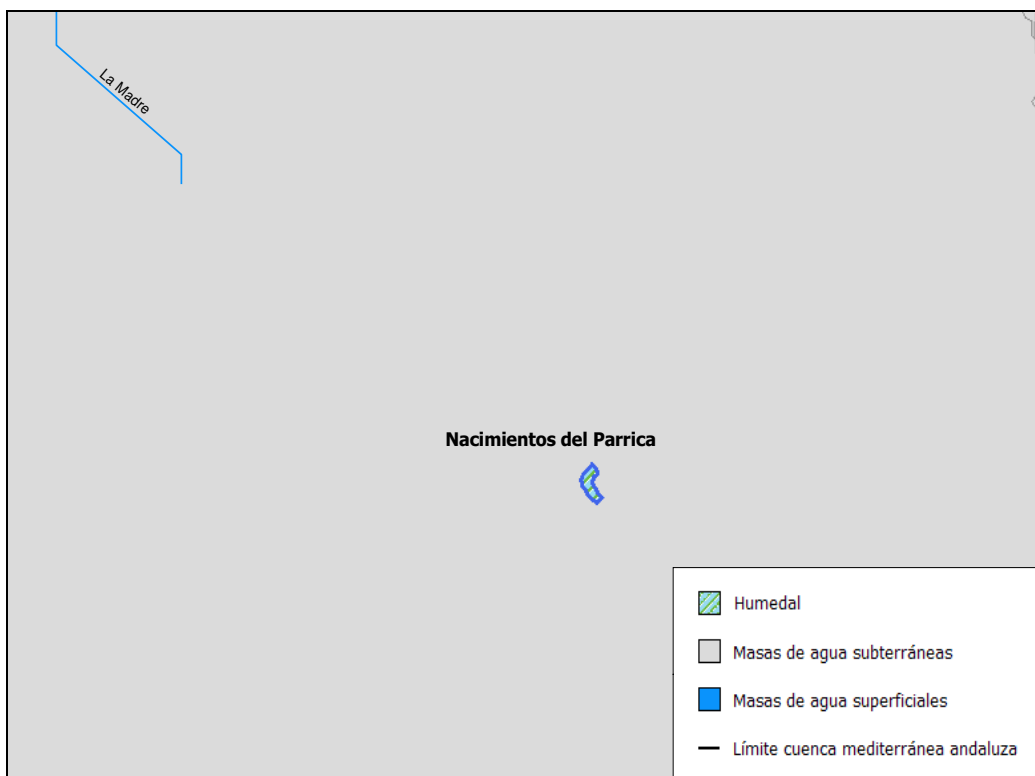 La Madre
Nacimientos del Parrica
Humedal
Masas de agua subterráneas
Masas de agua superficiales
Límite cuenca mediterránea andaluza